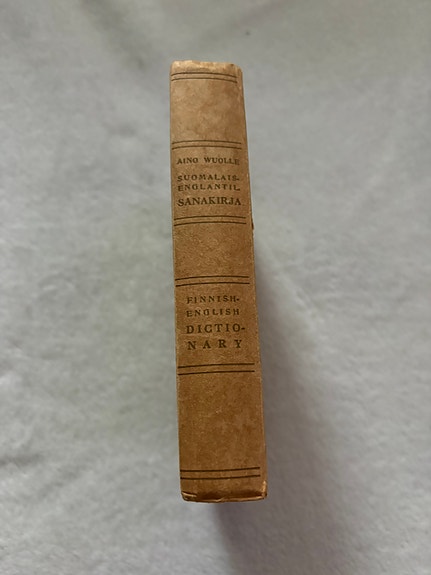 AINO WUOLLE
SUOMALAIS-
ENGLANTIL.
SANAKIRJA
FINNISH-
ENGLISH
DICTIO-
NARY